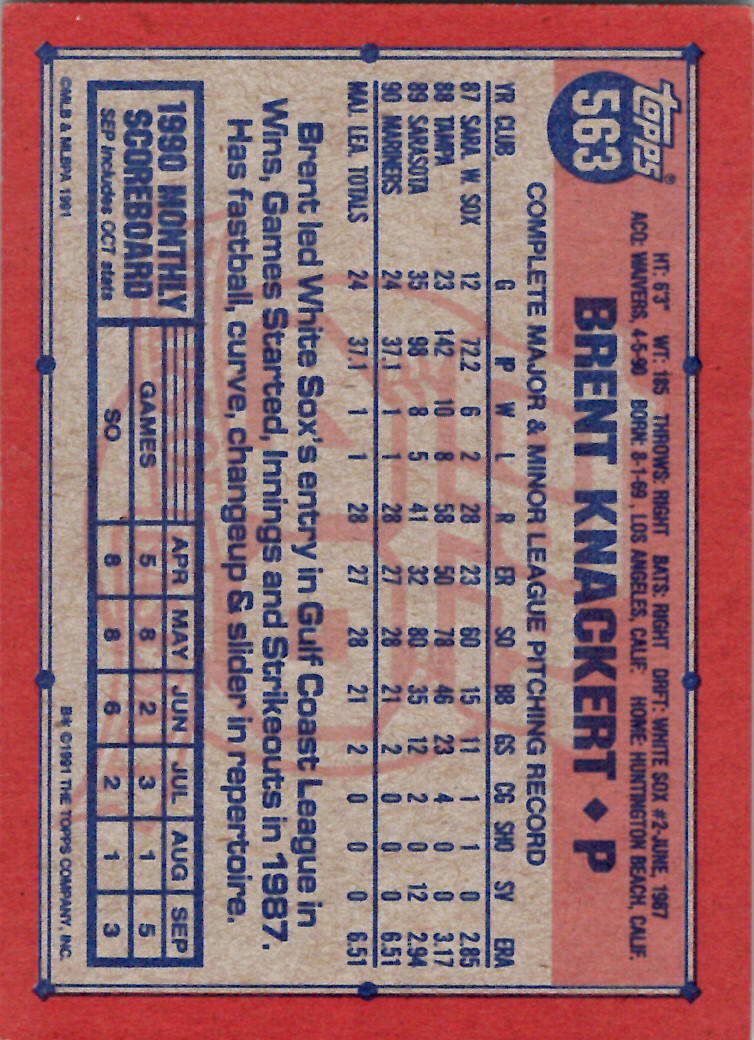 TOPPS®
563
HT: 6'3" WT: 185 THROWS: RIGHT BATS: RIGHT DRFT: WHITE SOX #2-JUNE, 1987
ACQ: WAIVERS, 4-5-90 BORN: 8-1-69, LOS ANGELES, CALIF. HOME: HUNTINGTON BEACH, CALIF.
BRENT KNACKERT ♦ P
COMPLETE MAJOR & MINOR LEAGUE PITCHING RECORD
YR CLUB G IP W L R ER SO BB GS CG SHO SV ERA
87 SARA. W. SOX 12 72.2 6 2 28 23 60 15 11 1 1 0 2.85
88 TAMPA 23 142 10 8 58 50 78 46 23 4 0 0 3.17
89 SARASOTA 35 98 8 5 41 32 80 35 12 2 0 12 2.94
90 MARINERS 24 37.1 1 1 28 27 28 21 2 0 0 0 6.51
MAJ. LEA. TOTALS 24 37.1 1 1 28 27 28 21 2 0 0 0 6.51
Brent led White Sox's entry in Gulf Coast League in
Wins, Games Started, Innings and Strikeouts in 1987.
Has fastball, curve, changeup & slider in repertoire.
1990 MONTHLY
SCOREBOARD
SEP includes OCT stats
APR MAY JUN JUL AUG SEP
GAMES 5 8 2 3 1 5
SO 8 8 6 2 1 3
©MLB & MLBPA 1991
B* ©1991 THE TOPPS COMPANY, INC.